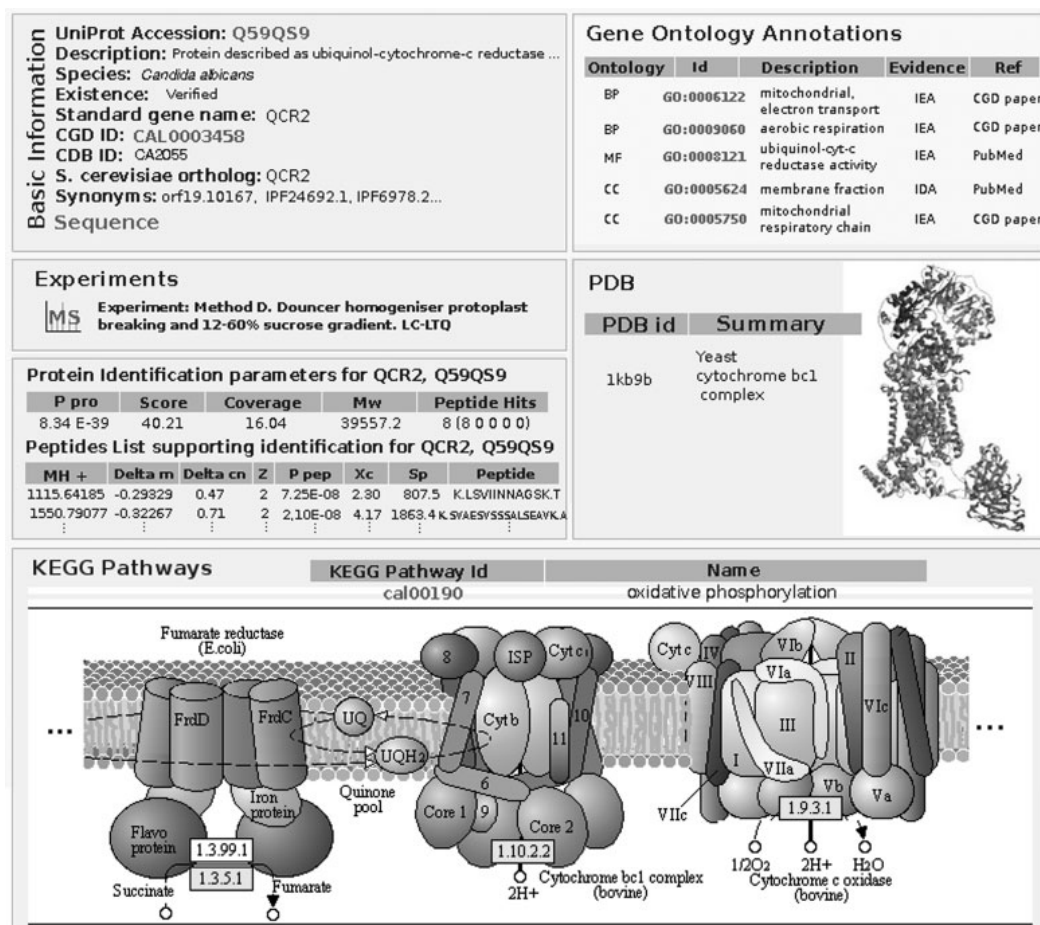 Basic Information
UniProt Accession: Q59QS9
Description: Protein described as ubiquinol-cytochrome-c reductase ...
Species: Candida albicans
Existence: Verified
Standard gene name: QCR2
CGD ID: CAL0003458
CDB ID: CA2055
S. cerevisiae ortholog: QCR2
Synonyms: orf19.10167, IPF24692.1, IPF6978.2...
Sequence
Gene Ontology Annotations
Ontology Id Description Evidence Ref
BP GO:0006122 mitochondrial, electron transport IEA CGD paper
BP GO:0009060 aerobic respiration IEA CGD paper
MF GO:0008121 ubiquinol-cyt-c reductase activity IEA PubMed
CC GO:0005624 membrane fraction IDA PubMed
CC GO:0005750 mitochondrial respiratory chain IEA CGD paper
Experiments
MS
Experiment: Method D. Douncer homogeniser protoplast
breaking and 12-60% sucrose gradient. LC-LTQ
PDB
PDB id Summary
1kb9b Yeast cytochrome bc1 complex
Protein Identification parameters for QCR2, Q59QS9
P pro Score Coverage Mw Peptide Hits
8.34 E-39 40.21 16.04 39557.2 8 (8 0 0 0 0)
Peptides List supporting identification for QCR2, Q59QS9
MH + Delta m Delta cn Z P pep Xc Sp Peptide
1115.64185 -0.29329 0.47 2 7.25E-08 2.30 807.5 K.LSVIINNAGSK.T
1550.79077 -0.32267 0.71 2 2,10E-08 4.17 1863.4 K.SVAESVSSSALSEAVK.A
KEGG Pathways
KEGG Pathway Id Name
cal00190 oxidative phosphorylation
Fumarate reductase
(E.coli)
FrdD
FrdC
UQ
UQH2
Quinone
pool
Iron
protein
Flavo
protein
1.3.99.1
1.3.5.1
Succinate
Fumarate
8
ISP
Cyt c1
7
Cyt b
10
11
6
Core 1
9
Core 2
1.10.2.2
2H+
Cytochrome bc1 complex
(bovine)
Cyt c
IV
VIb
II
VIII
VIa
III
VIc
I
VIIa
VIIc
Vb
Va
1.9.3.1
1/2O2
2H+
H2O
Cytochrome c oxidase
(bovine)
...
...